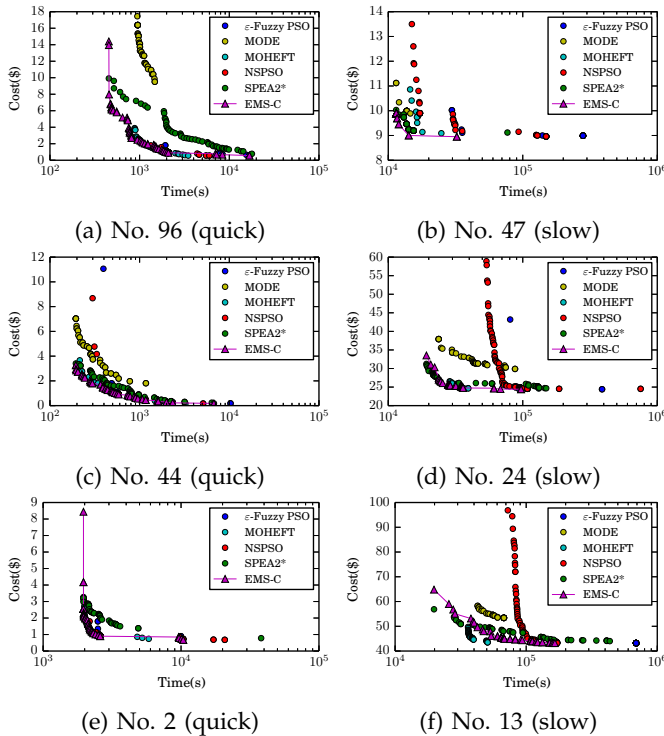 18
16
14
12
10
8
6
4
2
0
Cost($)
10^2 10^3 10^4 10^5
Time(s)
ε-Fuzzy PSO
MODE
MOHEFT
NSPSO
SPEA2*
EMS-C
(a) No. 96 (quick)
14
13
12
11
10
9
8
Cost($)
10^4 10^5 10^6
Time(s)
ε-Fuzzy PSO
MODE
MOHEFT
NSPSO
SPEA2*
EMS-C
(b) No. 47 (slow)
12
10
8
6
4
2
0
Cost($)
10^2 10^3 10^4 10^5
Time(s)
ε-Fuzzy PSO
MODE
MOHEFT
NSPSO
SPEA2*
EMS-C
(c) No. 44 (quick)
60
55
50
45
40
35
30
25
20
Cost($)
10^4 10^5 10^6
Time(s)
ε-Fuzzy PSO
MODE
MOHEFT
NSPSO
SPEA2*
EMS-C
(d) No. 24 (slow)
9
8
7
6
5
4
3
2
1
0
Cost($)
10^3 10^4 10^5
Time(s)
ε-Fuzzy PSO
MOHEFT
NSPSO
SPEA2*
EMS-C
(e) No. 2 (quick)
100
90
80
70
60
50
40
Cost($)
10^4 10^5 10^6
Time(s)
ε-Fuzzy PSO
MODE
MOHEFT
NSPSO
SPEA2*
EMS-C
(f) No. 13 (slow)